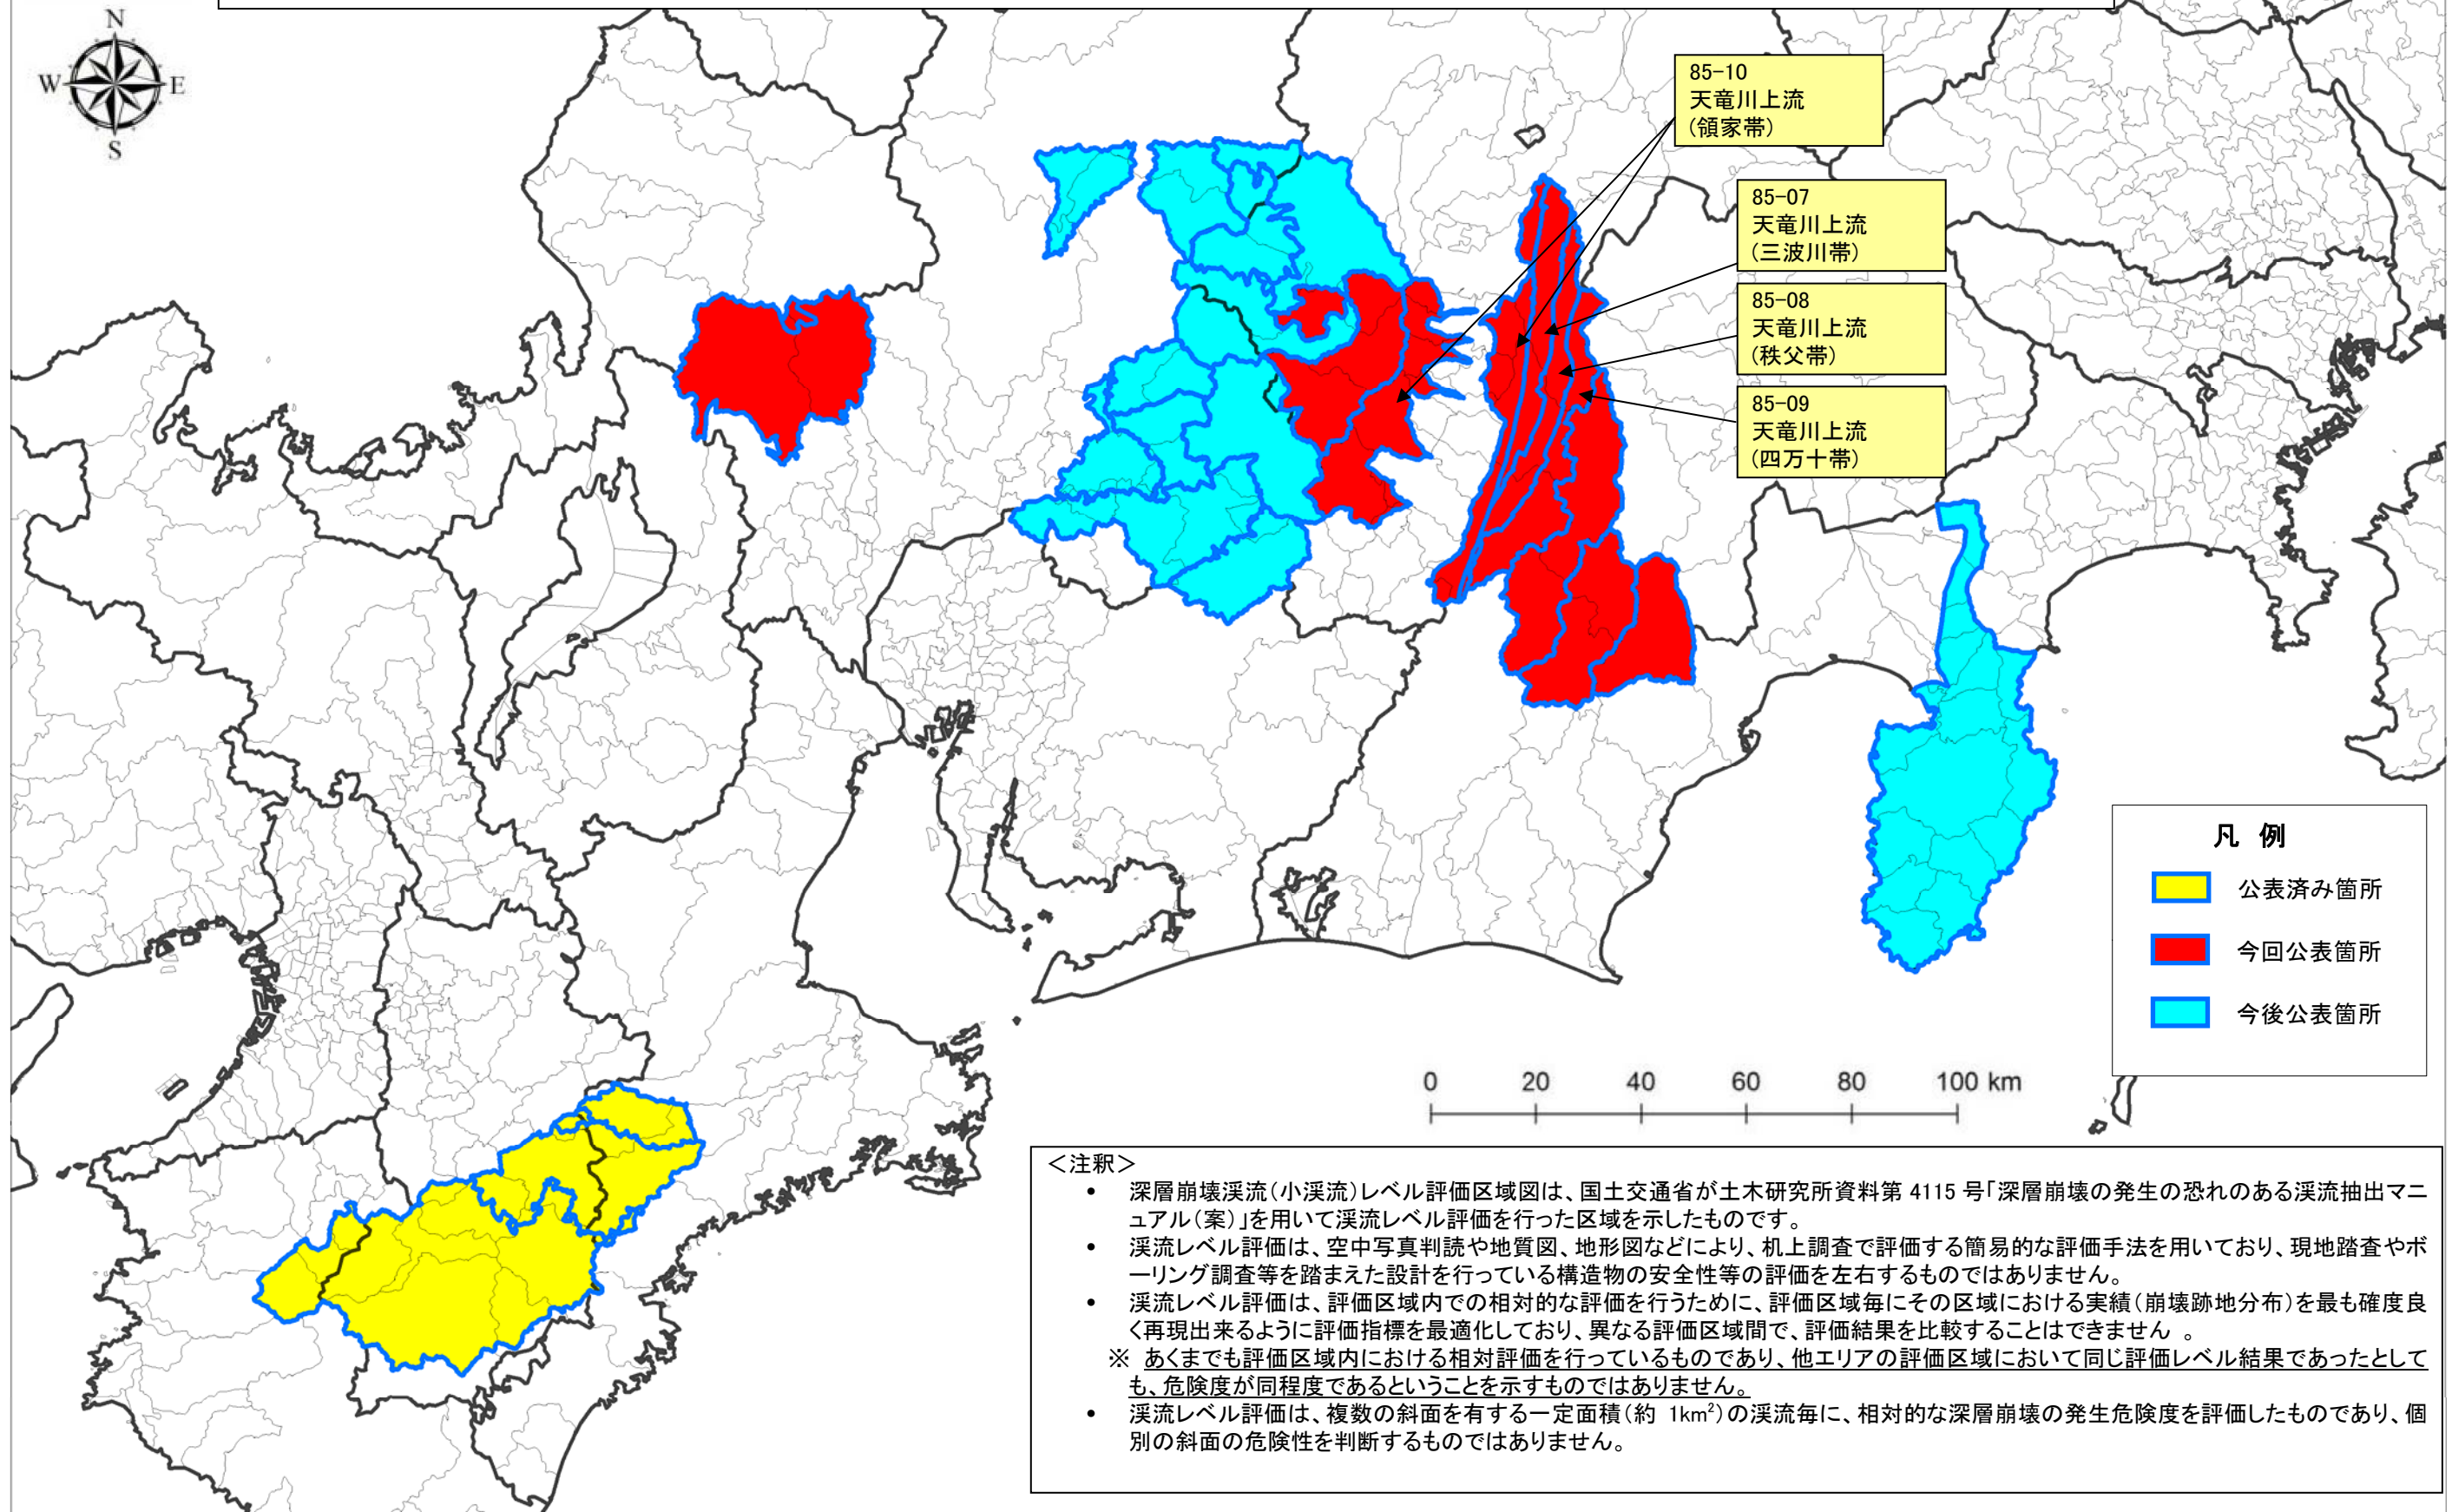 N
W
E
S
85-10
天竜川上流
(領家帯)
85-07
天竜川上流
(三波川帯)
85-08
天竜川上流
(秩父帯)
85-09
天竜川上流
(四万十帯)
凡 例
公表済み箇所
今回公表箇所
今後公表箇所
0 20 40 60 80 100 km
＜注釈＞
• 深層崩壊渓流(小渓流)レベル評価区域図は、国土交通省が土木研究所資料第 4115 号「深層崩壊の発生の恐れのある渓流抽出マニ
ュアル(案)」を用いて渓流レベル評価を行った区域を示したものです。
• 渓流レベル評価は、空中写真判読や地質図、地形図などにより、机上調査で評価する簡易的な評価手法を用いており、現地踏査やボ
ーリング調査等を踏まえた設計を行っている構造物の安全性等の評価を左右するものではありません。
• 渓流レベル評価は、評価区域内での相対的な評価を行うために、評価区域毎にその区域における実績(崩壊跡地分布)を最も確度良
く再現出来るように評価指標を最適化しており、異なる評価区域間で、評価結果を比較することはできません 。
※ あくまでも評価区域内における相対評価を行っているものであり、他エリアの評価区域において同じ評価レベル結果であったとして
も、危険度が同程度であるということを示すものではありません。
• 渓流レベル評価は、複数の斜面を有する一定面積(約 1km²)の渓流毎に、相対的な深層崩壊の発生危険度を評価したものであり、個
別の斜面の危険性を判断するものではありません。